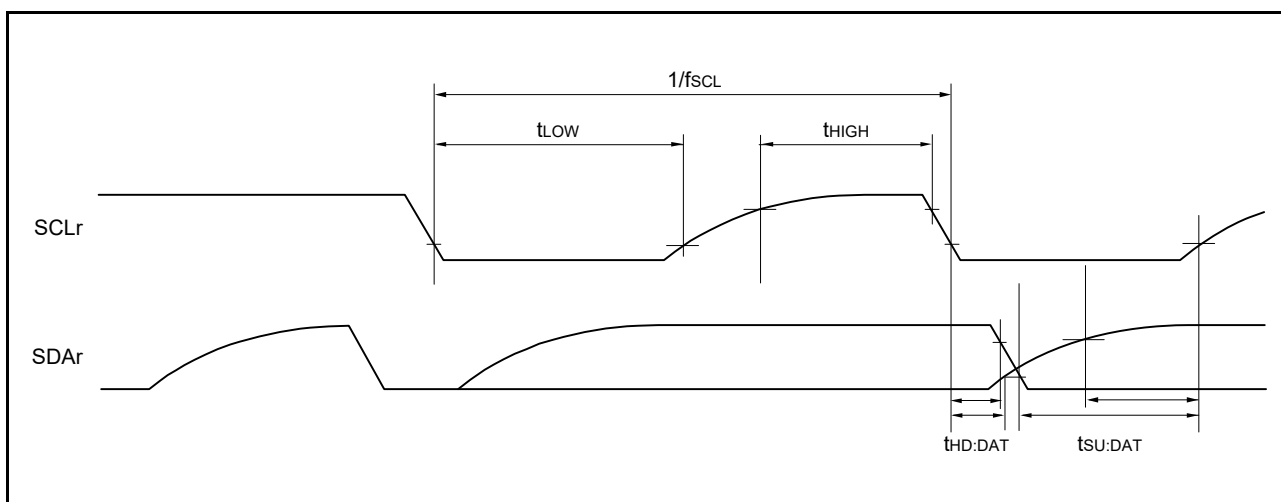 1/fSCL
tLOW
tHIGH
SCLr
SDAr
tHD:DAT
tSU:DAT